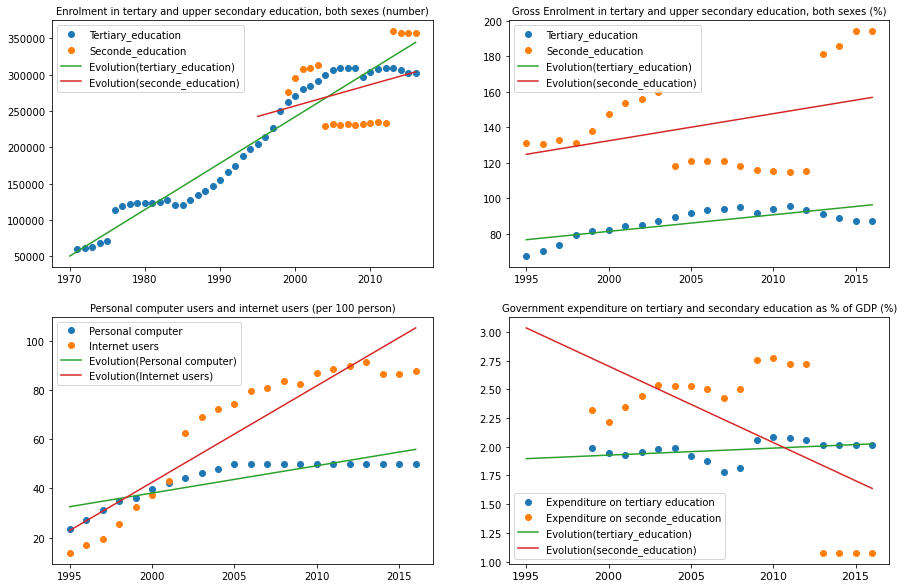 Enrolment in tertary and upper secondary education, both sexes (number)
Tertiary_education
Seconde_education
Evolution(tertiary_education)
Evolution(seconde_education)
350000
300000
250000
200000
150000
100000
50000
1970
1980
1990
2000
2010
Gross Enrolment in tertary and upper secondary education, both sexes (%)
Tertiary_education
Seconde_education
Evolution(tertiary_education)
Evolution(seconde_education)
200
180
160
140
120
100
80
1995
2000
2005
2010
2015
Personal computer users and internet users (per 100 person)
Personal computer
Internet users
Evolution(Personal computer)
Evolution(Internet users)
100
80
60
40
20
1995
2000
2005
2010
2015
Government expenditure on tertiary and secondary education as % of GDP (%)
3.00
2.75
2.50
2.25
2.00
1.75
1.50
1.25
1.00
Expenditure on tertiary education
Expenditure on seconde_education
Evolution(tertiary_education)
Evolution(seconde_education)
1995
2000
2005
2010
2015